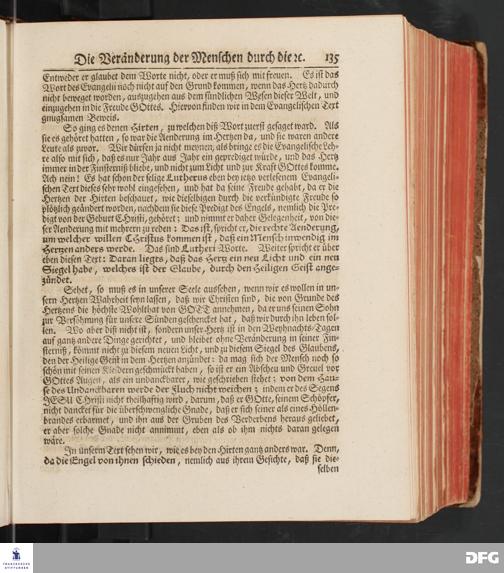 Die Veränderung der Menschen durch die ꝛc. 135
Entweder er glaubet dem Worte nicht, oder er muß sich mit freuen. Es ist das
Wort des Evangelii noch nicht auf den Grund kommen, wenn das Hertz dadurch
nicht beweget worden, auszugehen aus dem sündlichen Wesen dieser Welt, und
einzugehen in die Freude GOttes. Hiervon finden wir in dem Evangelischen Text
gnugsamen Beweis.
So ging es denen Hirten, zu welchen diß Wort zuerst gesaget ward. Als
sie es gehöret hatten, so war die Aenderung im Hertzen da, und sie waren andere
Leute als zuvor. Wir dürfen ja nicht meynen, als bringe es die Evangelische Leh-
re also mit sich, daß es nur Jahr aus Jahr ein geprediget würde, und das Hertz
immer in der Finsterniß bliebe, und nicht zum Licht und zur Kraft GOttes komme.
Ach nein! Es hat schon der selige Lutherus eben bey jetzo verlesenem Evangeli-
schen Text dieses sehr wohl eingesehen, und hat da seine Freude gehabt, da er die
Hertzen der Hirten beschauet, wie dieselbigen durch die verkündigte Freude so
plötzlich geändert worden, nachdem sie diese Predigt des Engels, nemlich die Pre-
digt von der Geburt Christi, gehöret; und nimmt er daher Gelegenheit, von die-
ser Aenderung mit mehrern zu reden: Das ist, spricht er, die rechte Aenderung,
um welcher willen Christus kommen ist, daß ein Mensch inwendig im
Hertzen anders werde. Das sind Lutheri Worte. Weiter spricht er über
eben diesen Text: Daran liegts, daß das Hertz ein neu Licht und ein neu
Siegel habe, welches ist der Glaube, durch den Heiligen Geist ange-
zündet.
Sehet, so muß es in unserer Seele aussehen, wenn wir es wollen in un-
sern Hertzen Wahrheit seyn lassen, daß wir Christen sind, die von Grunde des
Hertzens die höchste Wohlthat von GOTT annehmen, da er uns seinen Sohn
zur Versöhnung für unsere Sünden geschencket hat, daß wir durch ihn leben sol-
len. Wo aber diß nicht ist, sondern unser Hertz ist in den Weyhnachts-Tagen
auf gantz andere Dinge gerichtet, und bleibet ohne Veränderung in seiner Fin-
sterniß, kömmt nicht zu diesem neuen Licht, und zu diesem Siegel des Glaubens,
den der Heilige Geist in dem Hertzen anzündet: da mag sich der Mensch noch so
schön mit seinen Kleidern geschmückt haben, so ist er ein Abscheu und Greuel vor
GOttes Augen, als ein undanckbarer, wie geschrieben stehet; von dem Hau-
se des Undanckbaren werde der Fluch nicht weichen; indem er des Segens
JESU Christi nicht theilhaftig wird, darum, daß er GOtte, seinem Schöpfer,
nicht dancket für die überschwengliche Gnade, daß er sich seiner als eines Höllen-
brandes erbarmet, und ihn aus der Gruben des Verderbens heraus geliebet,
er aber solche Gnade nicht annimmt, eben als ob ihm nichts daran gelegen
wäre.
In unserm Text sehen wir, wie es bey den Hirten gantz anders war. Denn,
da die Engel von ihnen schieden, nemlich aus ihrem Gesichte, daß sie die-
selben
FRANCKESCHE STIFTUNGEN
DFG